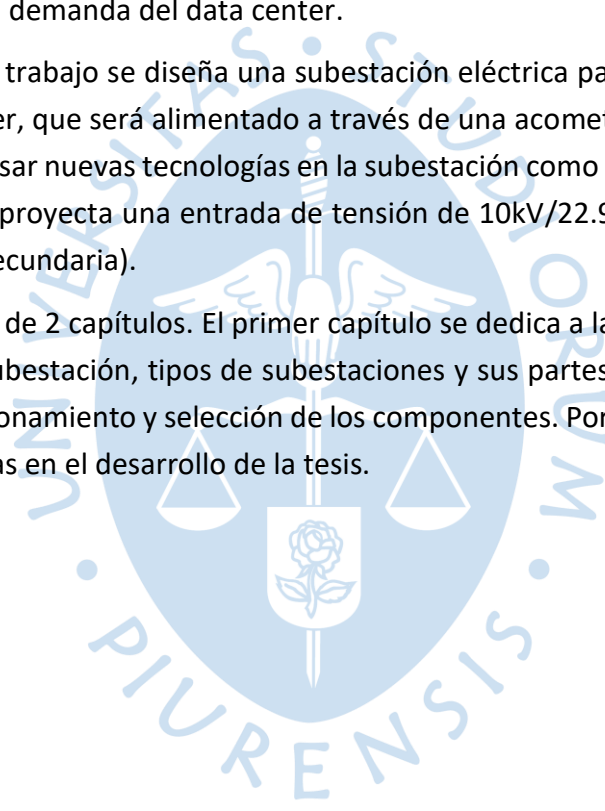 demanda del data center.
trabajo se diseña una subestación eléctrica pa
er, que será alimentado a través de una acomet
sar nuevas tecnologías en la subestación como
proyecta una entrada de tensión de 10kV/22.9
ecundaria).
de 2 capítulos. El primer capítulo se dedica a la
ubestación, tipos de subestaciones y sus partes
onamiento y selección de los componentes. Por
as en el desarrollo de la tesis.
UNIVERSITAS • STUDIORUM • PIURENSIS •